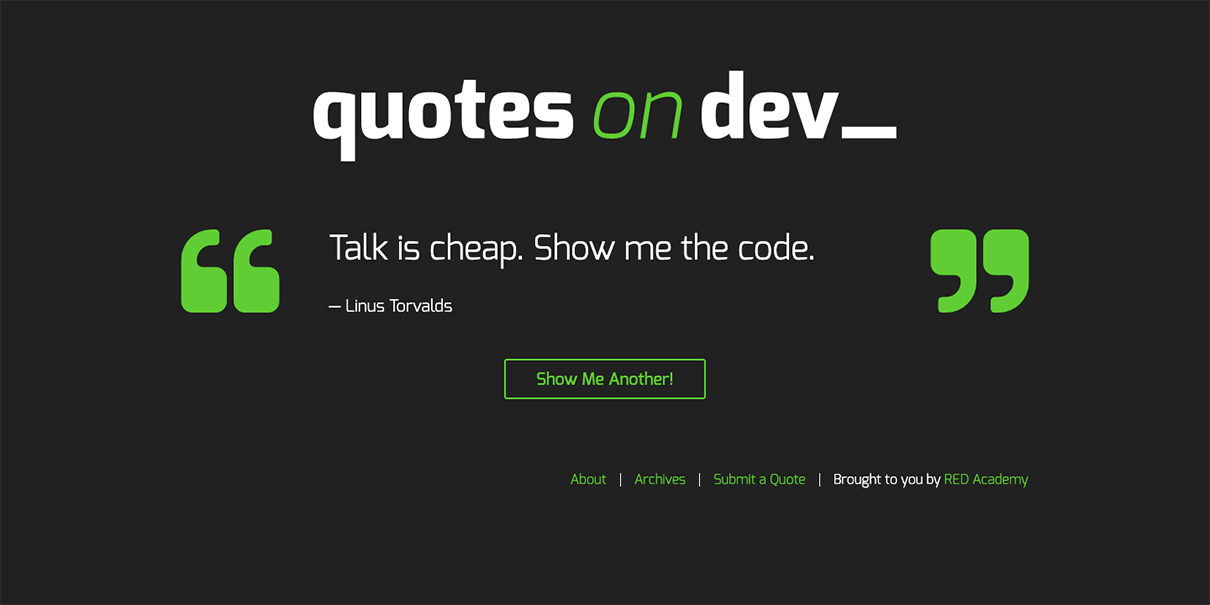 quotes on dev_
Talk is cheap. Show me the code.
— Linus Torvalds
Show Me Another!
About | Archives | Submit a Quote | Brought to you by RED Academy